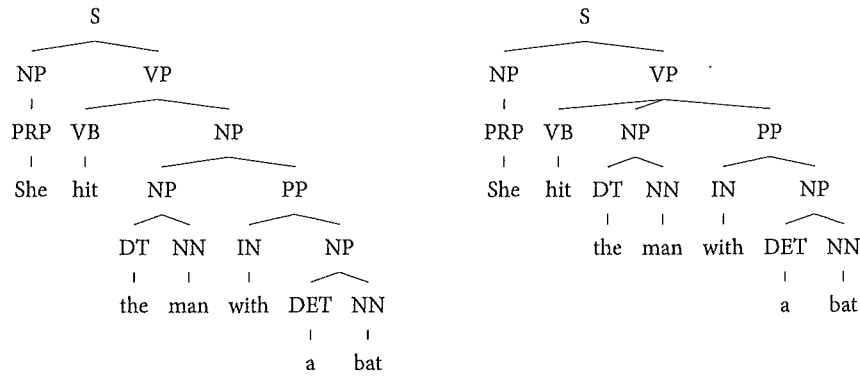 S S
NP VP NP VP
PRP VB NP PRP VB NP PP
She hit NP PP She hit DT NN IN NP
DT NN IN NP the man with DET NN
the man with DET NN a bat
a bat